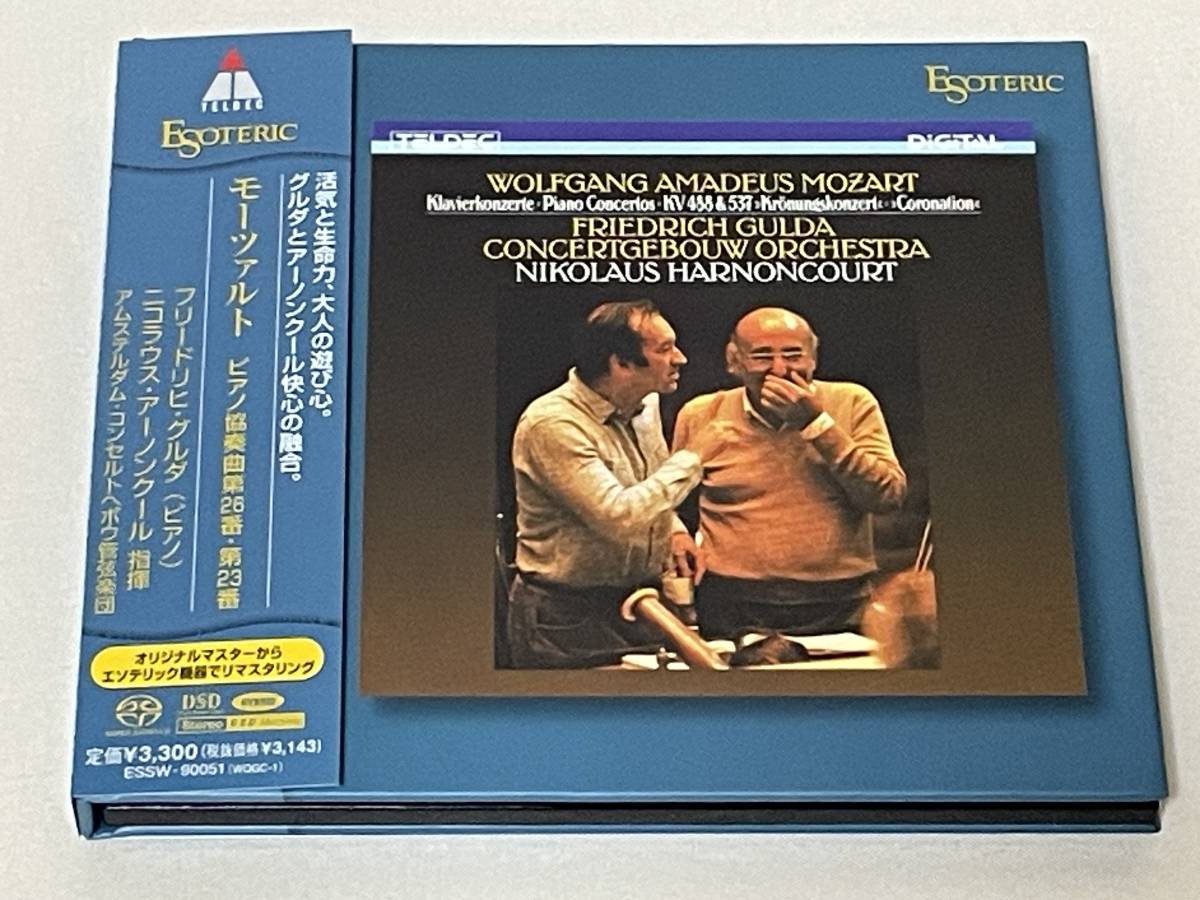 TELDEC
ESOTERIC
活気と生命力、大人の遊び心。
グルダとアーノンクール快心の融合。
モーツァルト ピアノ協奏曲第26番・第23番
フリードリヒ・グルダ（ピアノ）
ニコラウス・アーノンクール 指揮
アムステルダム・コンセルトヘボウ管弦楽団
オリジナルマスターから
エソテリック機器でリマスタリング
DSD
HYBRID
Stereo
定価¥3,300(税抜価格¥3,143)
ESSW-90051(WQGC-1)
ESOTERIC
TELDEC DIGITAL
WOLFGANG AMADEUS MOZART
Klavierkonzerte · Piano Concertos · KV 488 & 537 ›Krönungskonzert‹ · ›Coronation‹
FRIEDRICH GULDA
CONCERTGEBOUW ORCHESTRA
NIKOLAUS HARNONCOURT